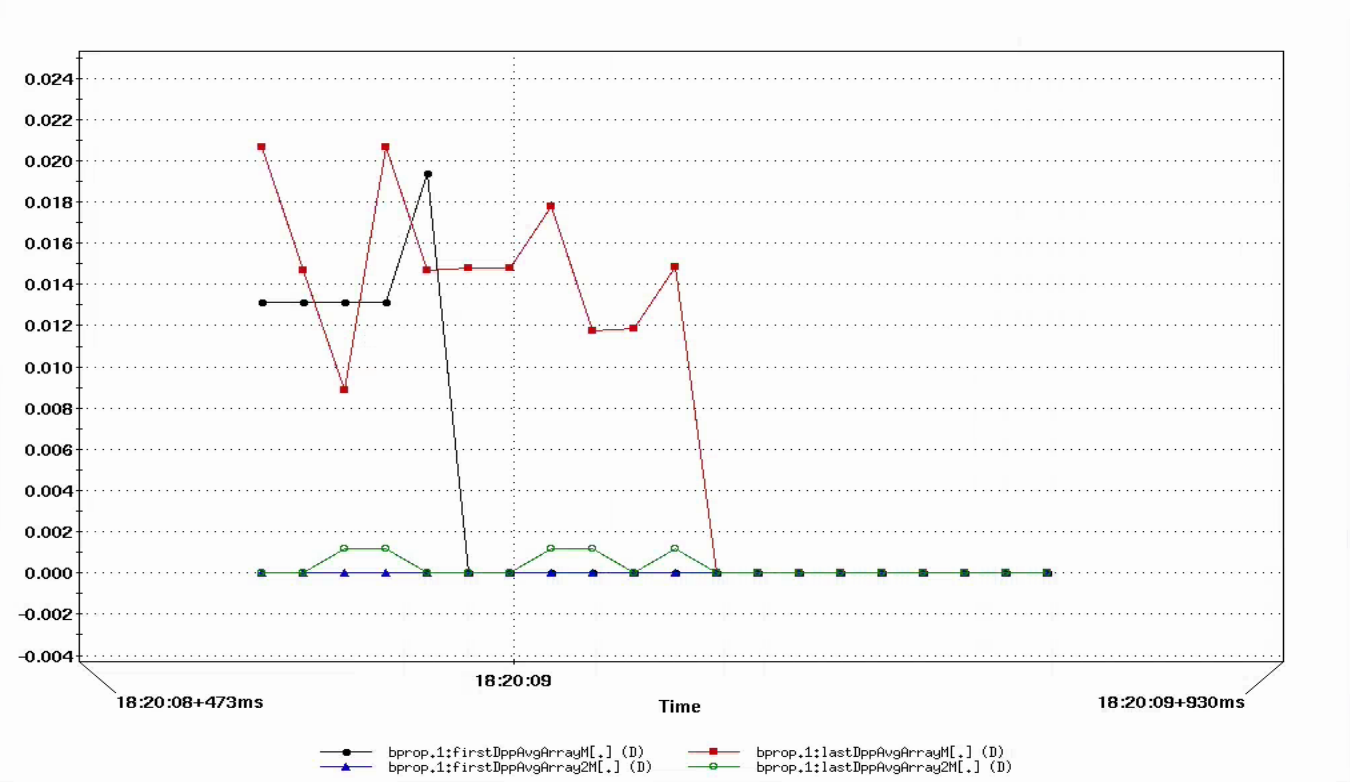 0.024
0.022
0.020
0.018
0.016
0.014
0.012
0.010
0.008
0.006
0.004
0.002
0.000
-0.002
-0.004
18:20:09
18:20:08+473ms
18:20:09+930ms
Time
bprop.1:firstDppAvgArrayM[.] (D)
bprop.1:lastDppAvgArrayM[.] (D)
bprop.1:firstDppAvgArray2M[.] (D)
bprop.1:lastDppAvgArray2M[.] (D)